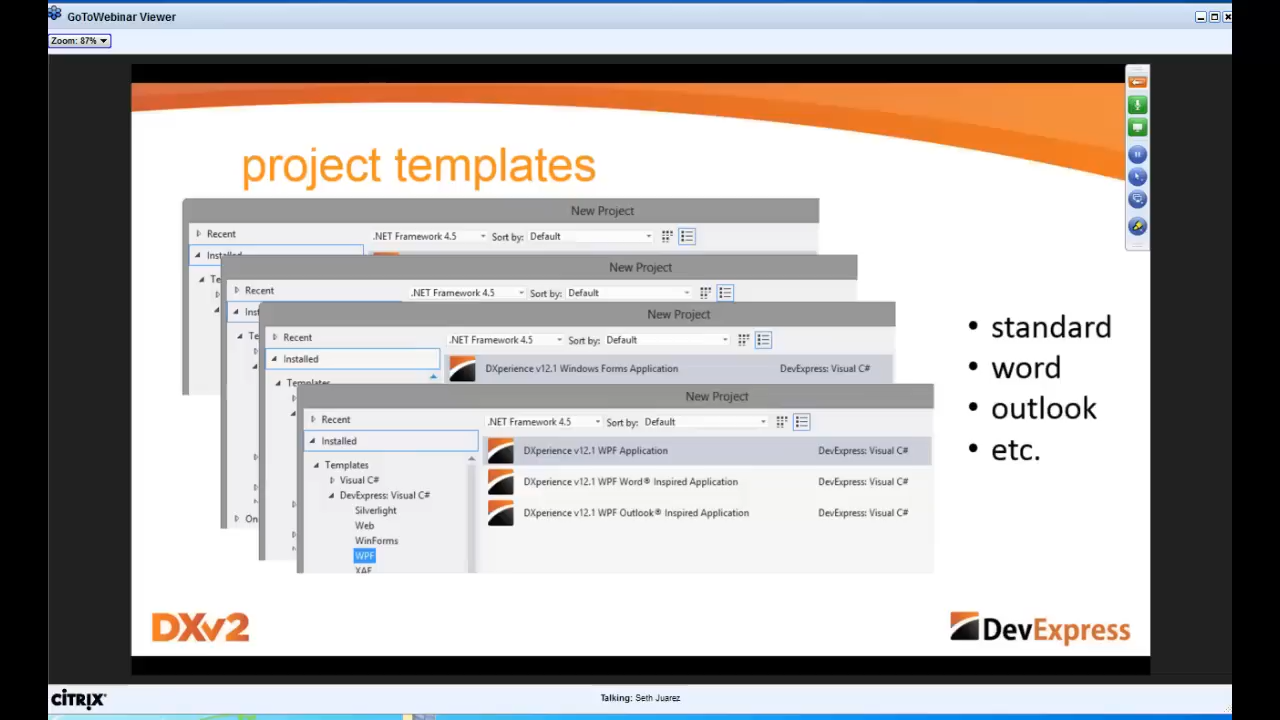 GoToWebinar Viewer
Zoom: 87%
project templates
New Project
Recent
.NET Framework 4.5 Sort by: Default
Installed
New Project
Recent
.NET Framework 4.5 Sort by: Default
New Project
Recent
.NET Framework 4.5 Sort by: Default
Installed
DXperience v12.1 Windows Forms Application DevExpress: Visual C#
Templates
New Project
Recent
.NET Framework 4.5 Sort by: Default
Installed
DXperience v12.1 WPF Application DevExpress: Visual C#
Templates
Visual C#
DXperience v12.1 WPF Word® Inspired Application DevExpress: Visual C#
DevExpress: Visual C#
Silverlight
DXperience v12.1 WPF Outlook® Inspired Application DevExpress: Visual C#
Web
WinForms
WPF
XAF
• standard
• word
• outlook
• etc.
DXv2
DevExpress
CITRIX
Talking: Seth Juarez